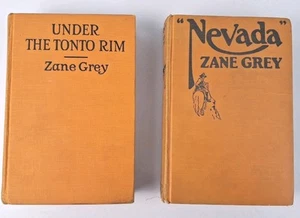 UNDER
THE TONTO RIM
Zane Grey
"Nevada"
ZANE GREY